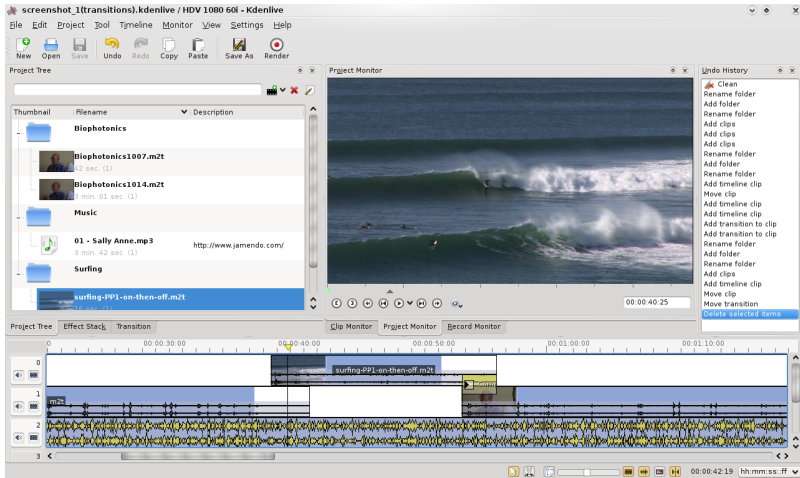 screenshot_1(transitions).kdenlive / HDV 1080 60i - Kdenlive
File Edit Project Tool Timeline Monitor View Settings Help
New Open Save Undo Redo Copy Paste Save As Render
Project Tree
Thumbnail Filename Description
Biophotonics
Biophotonics1007.m2t
42 sec. (1)
Biophotonics1014.m2t
3 min. 01 sec. (1)
Music
01 - Sally Anne.mp3 http://www.jamendo.com/
3 min. 42 sec. (1)
Surfing
surfing-PP1-on-then-off.m2t
Project Tree Effect Stack Transition
Project Monitor
00:00:40:25
Clip Monitor Project Monitor Record Monitor
Undo History
Clean
Rename folder
Add folder
Rename folder
Add clips
Add clips
Add clips
Rename folder
Add folder
Rename folder
Add timeline clip
Move clip
Add timeline clip
Add timeline clip
Add transition to clip
Add transition to clip
Rename folder
Add folder
Rename folder
Add clips
Add timeline clip
Move clip
Move transition
Delete selected items
00:00:30:00 00:00:40:00 00:00:50:00 00:01:00:00 00:01:10:00
0
surfing-PP1-on-then-off m2t
1
m2t
2
3
00:00:42:19 hh:mm:ss::ff